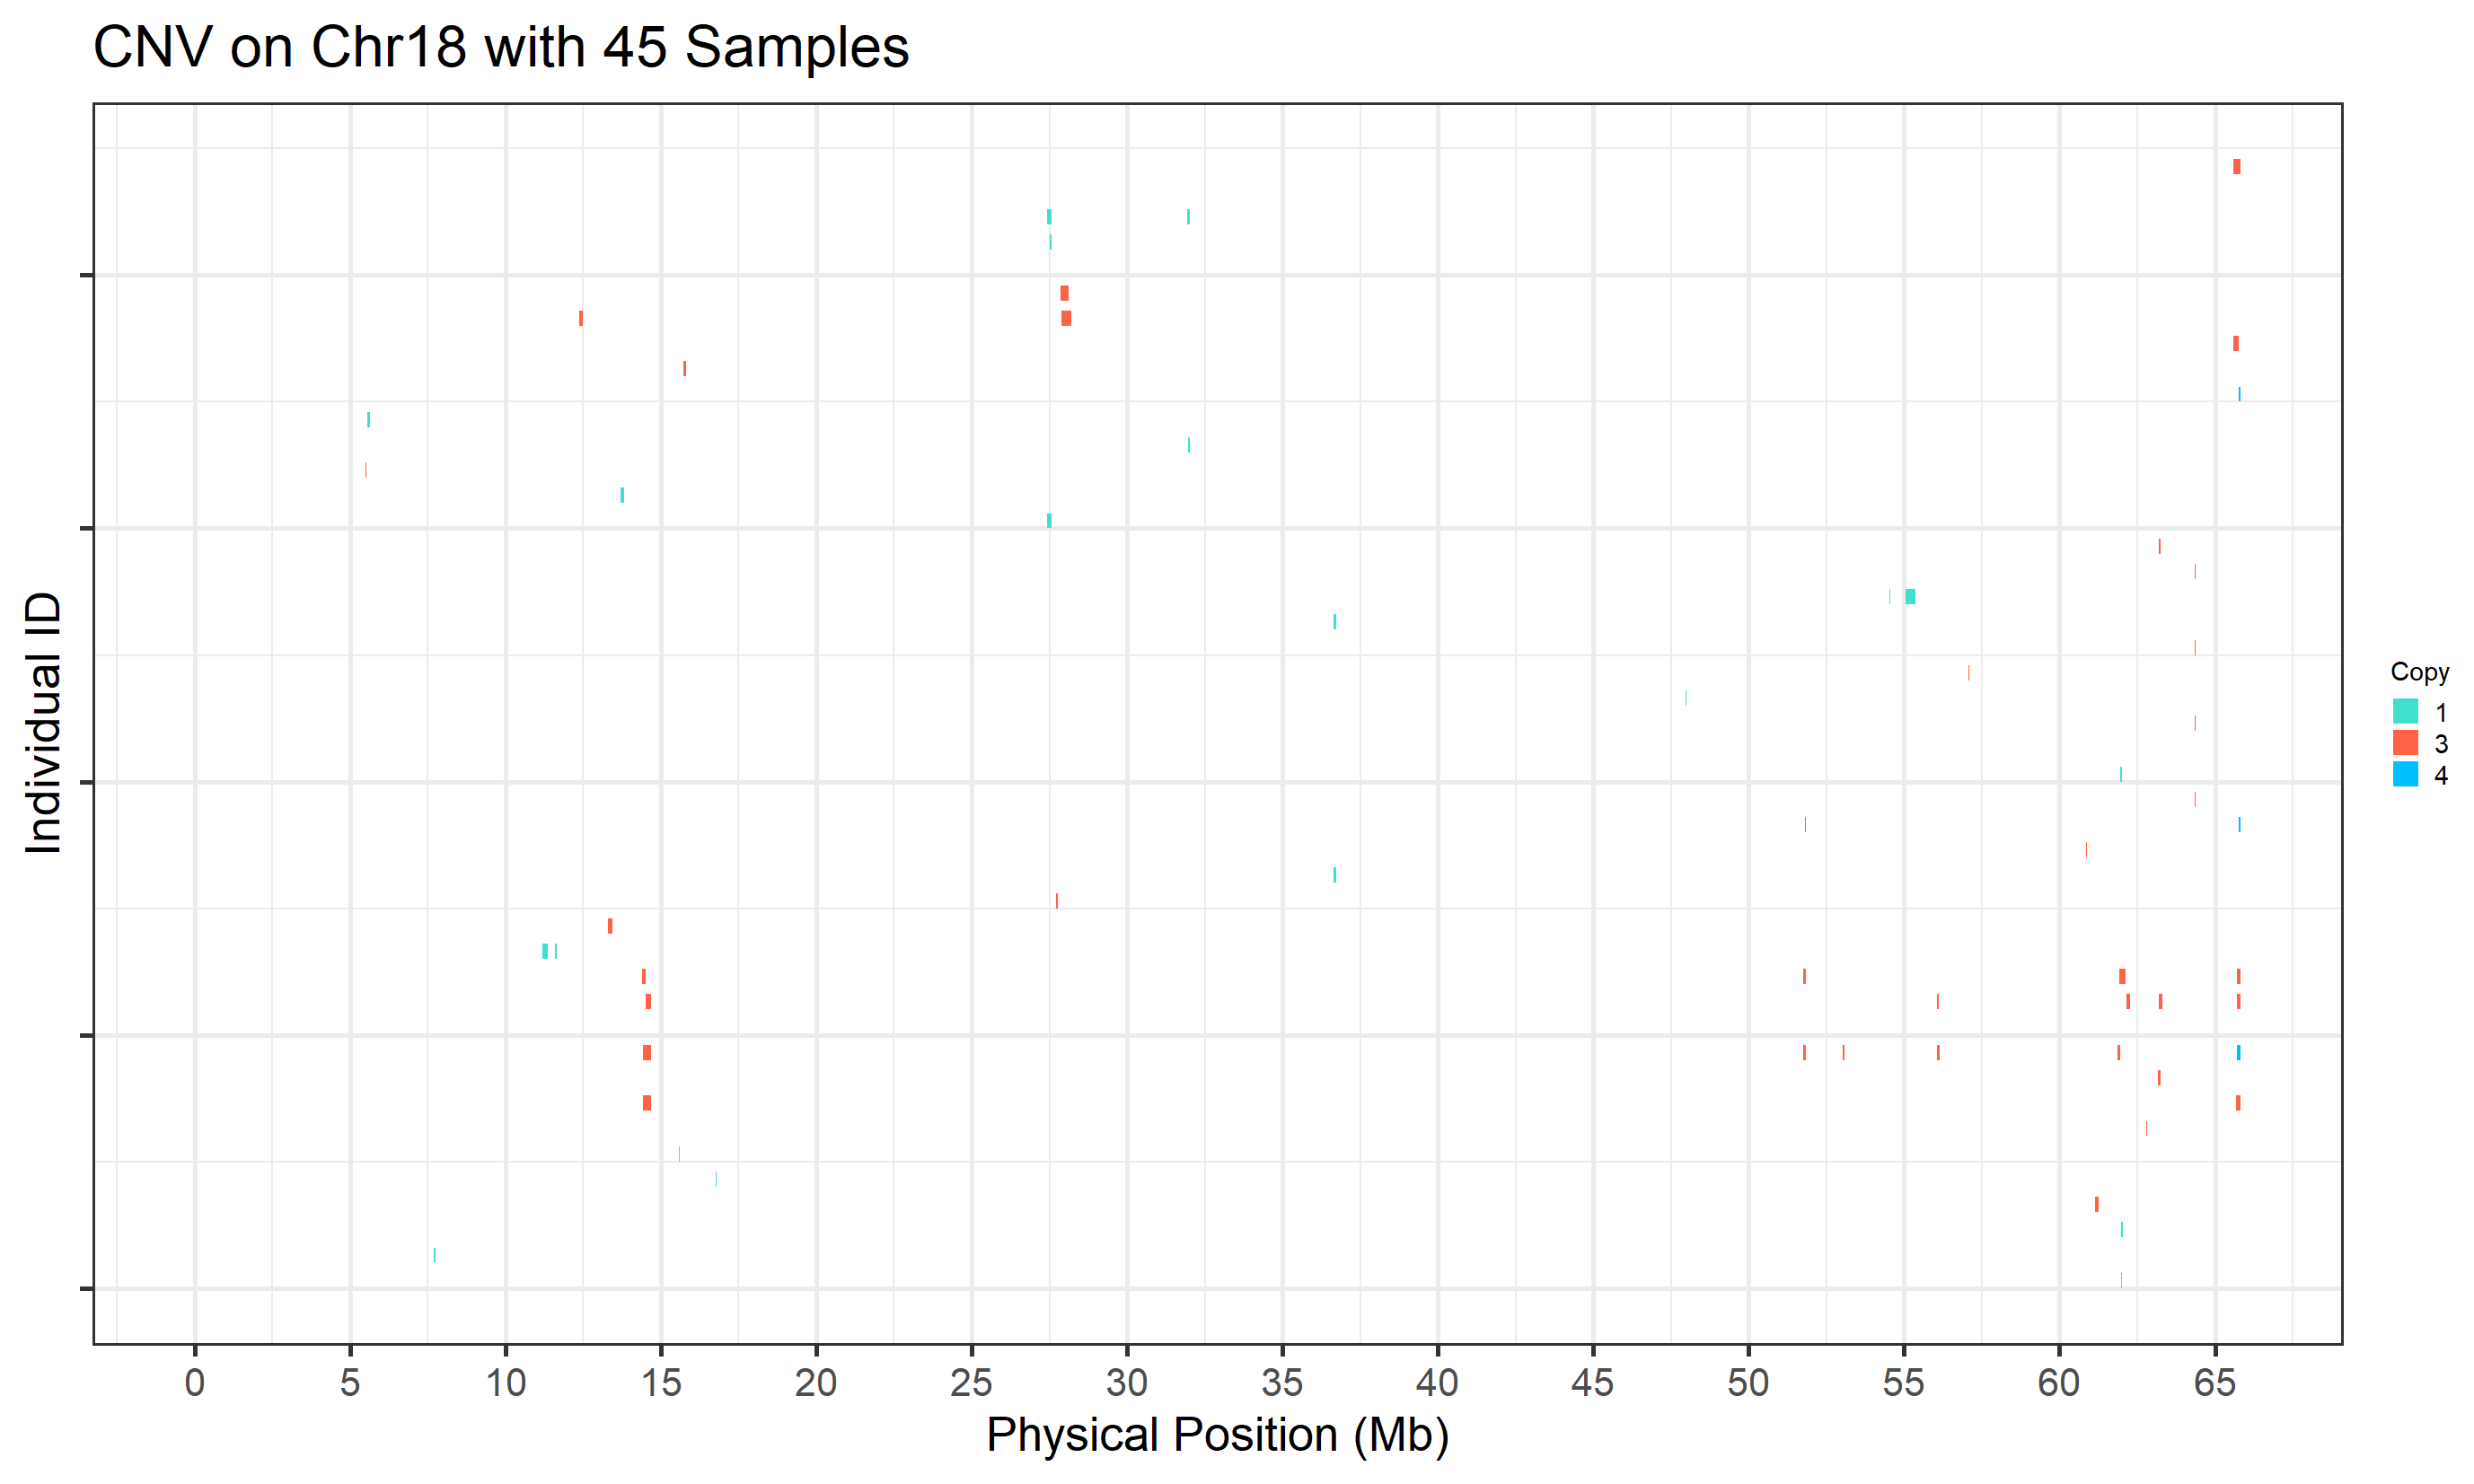 CNV on Chr18 with 45 Samples
Individual ID
Copy
1
3
4
0 5 10 15 20 25 30 35 40 45 50 55 60 65
Physical Position (Mb)